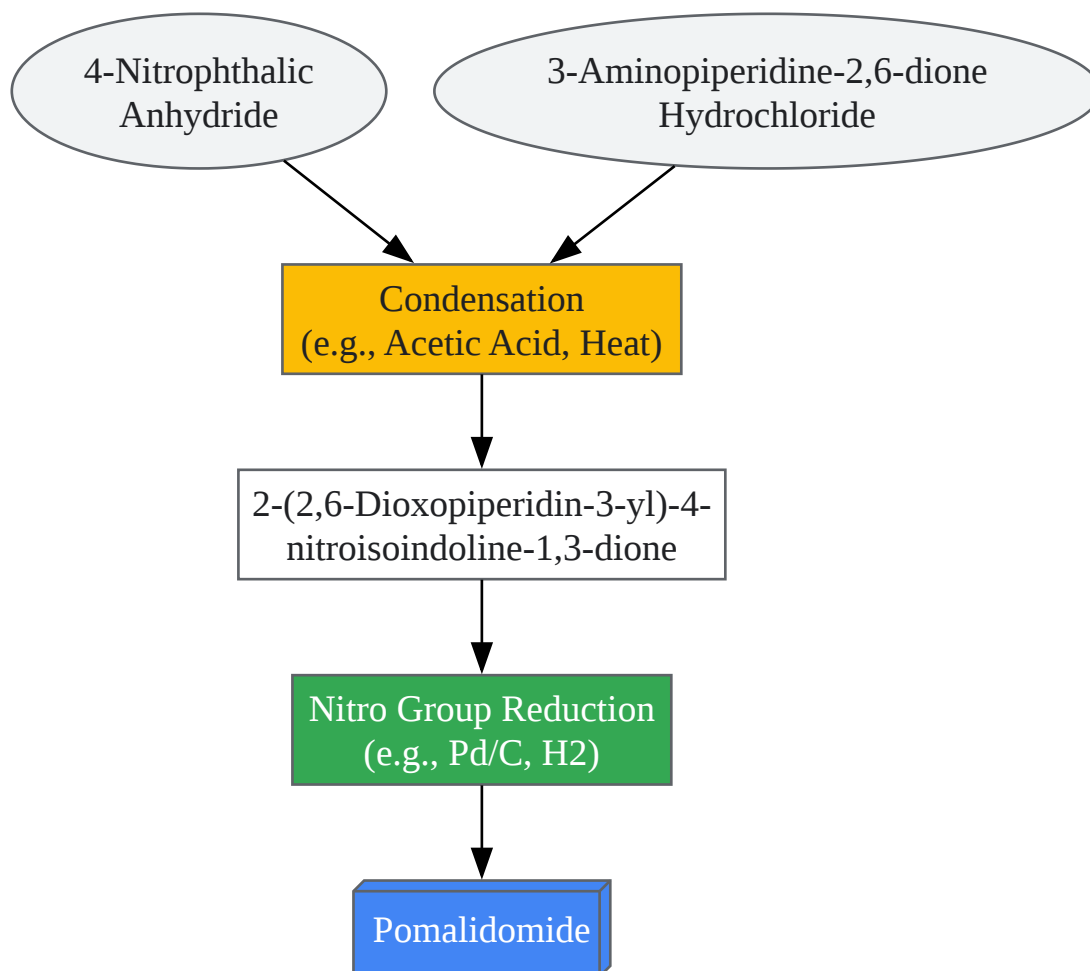 4-Nitrophthalic
Anhydride
3-Aminopiperidine-2,6-dione
Hydrochloride
Condensation
(e.g., Acetic Acid, Heat)
2-(2,6-Dioxopiperidin-3-yl)-4-
nitroisoindoline-1,3-dione
Nitro Group Reduction
(e.g., Pd/C, H2)
Pomalidomide